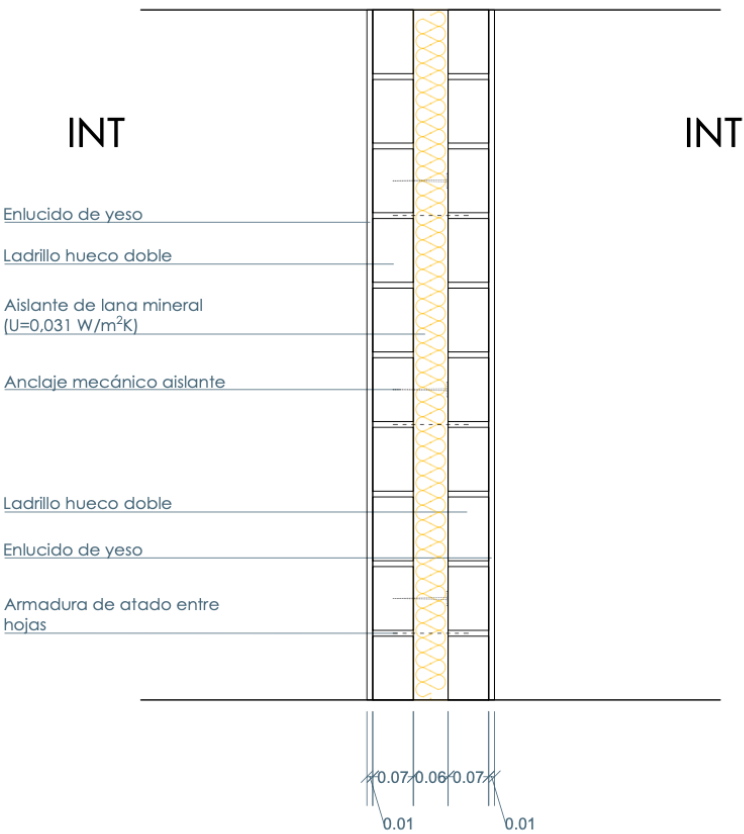 INT
INT
Enlucido de yeso
Ladrillo hueco doble
Aislante de lana mineral
(U=0,031 W/m²K)
Anclaje mecánico aislante
Ladrillo hueco doble
Enlucido de yeso
Armadura de atado entre
hojas
0.07 0.06 0.07
0.01 0.01